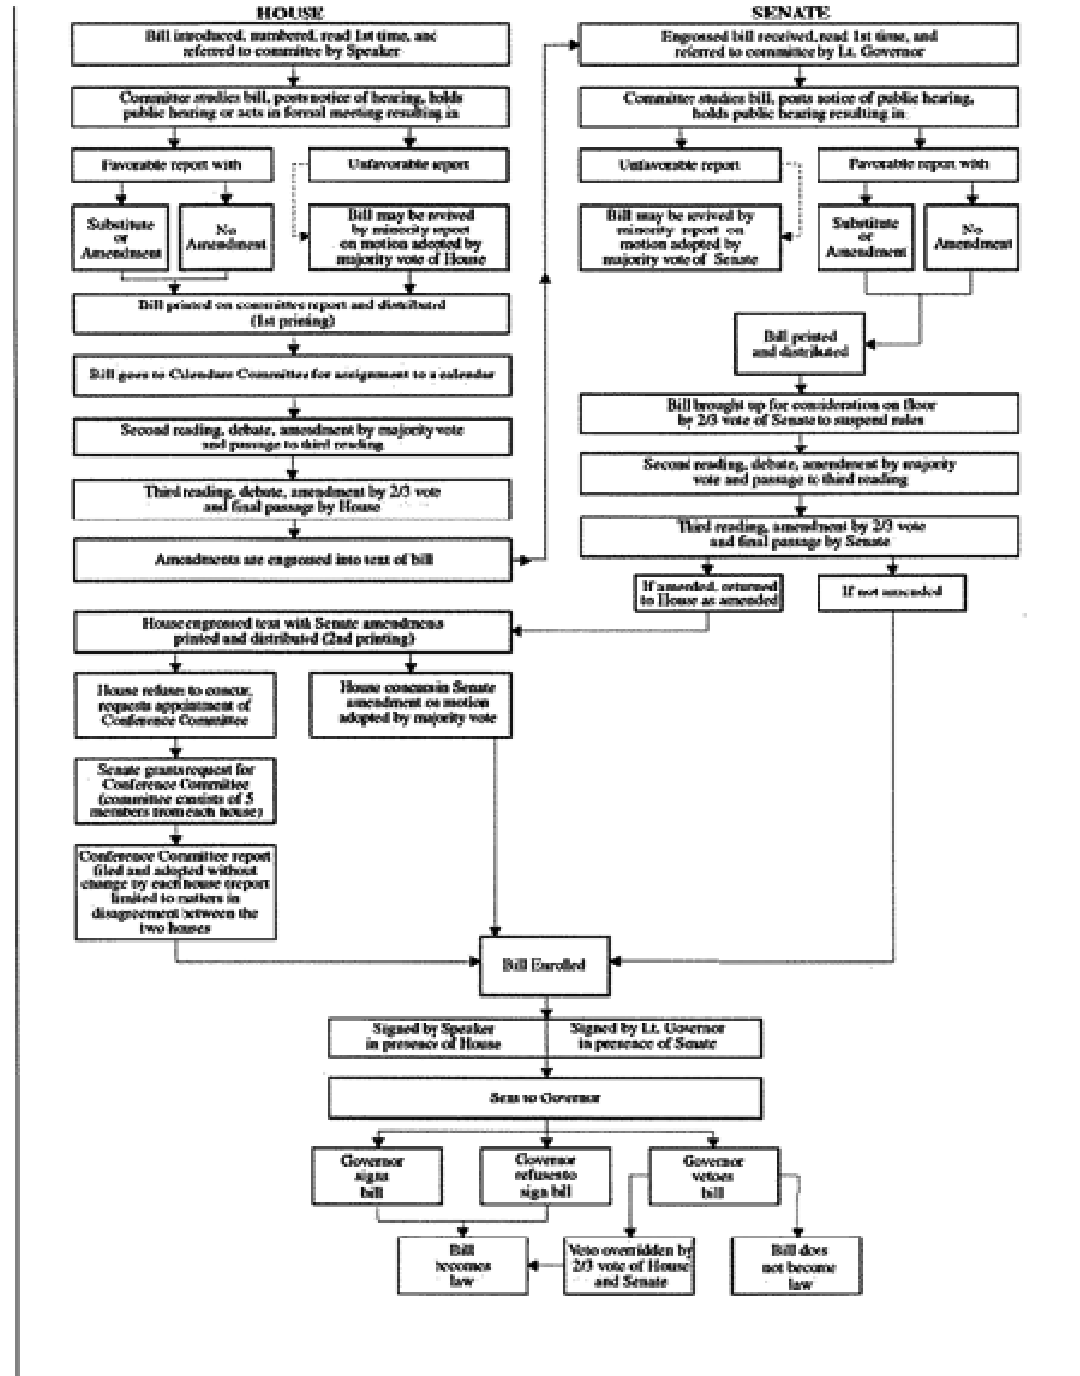 HOUSE
Bill introduced, numbered, read 1st time, and
referred to committee by Speaker
Committee studies bill, posts notice of hearing, holds
public hearing or acts in formal meeting resulting in:
Favorable report with
Unfavorable report
Substitute
or
Amendment
No
Amendment
Bill may be revived
by minority report
on motion adopted by
majority vote of House
Bill printed on committee report and distributed
(1st printing)
Bill goes to Calendars Committee for assignment to a calendar
Second reading, debate, amendment by majority vote
and passage to third reading
Third reading, debate, amendment by 2/3 vote
and final passage by House
Amendments are engrossed into text of bill
SENATE
Engrossed bill received, read 1st time, and
referred to committee by Lt. Governor
Committee studies bill, posts notice of public hearing,
holds public hearing resulting in:
Unfavorable report
Favorable report with
Bill may be revived by
minority report on
motion adopted by
majority vote of Senate
Substitute
or
Amendment
No
Amendment
Bill printed
and distributed
Bill brought up for consideration on floor
by 2/3 vote of Senate to suspend rules
Second reading, debate, amendment by majority
vote and passage to third reading
Third reading, amendment by 2/3 vote
and final passage by Senate
If amended, returned
to House as amended
If not amended
House engrossed text with Senate amendments
printed and distributed (2nd printing)
House refuses to concur,
requests appointment of
Conference Committee
House concurs in Senate
amendment on motion
adopted by majority vote
Senate grants request for
Conference Committee
(committee consists of 5
members from each house)
Conference Committee report
filed and adopted without
change by each house (report
limited to matters in
disagreement between the
two houses
Bill Enrolled
Signed by Speaker
in presence of House
Signed by Lt. Governor
in presence of Senate
Sent to Governor
Governor
signs
bill
Governor
refuses to
sign bill
Governor
vetoes
bill
Bill
becomes
law
Veto overridden by
2/3 vote of House
and Senate
Bill does
not become
law